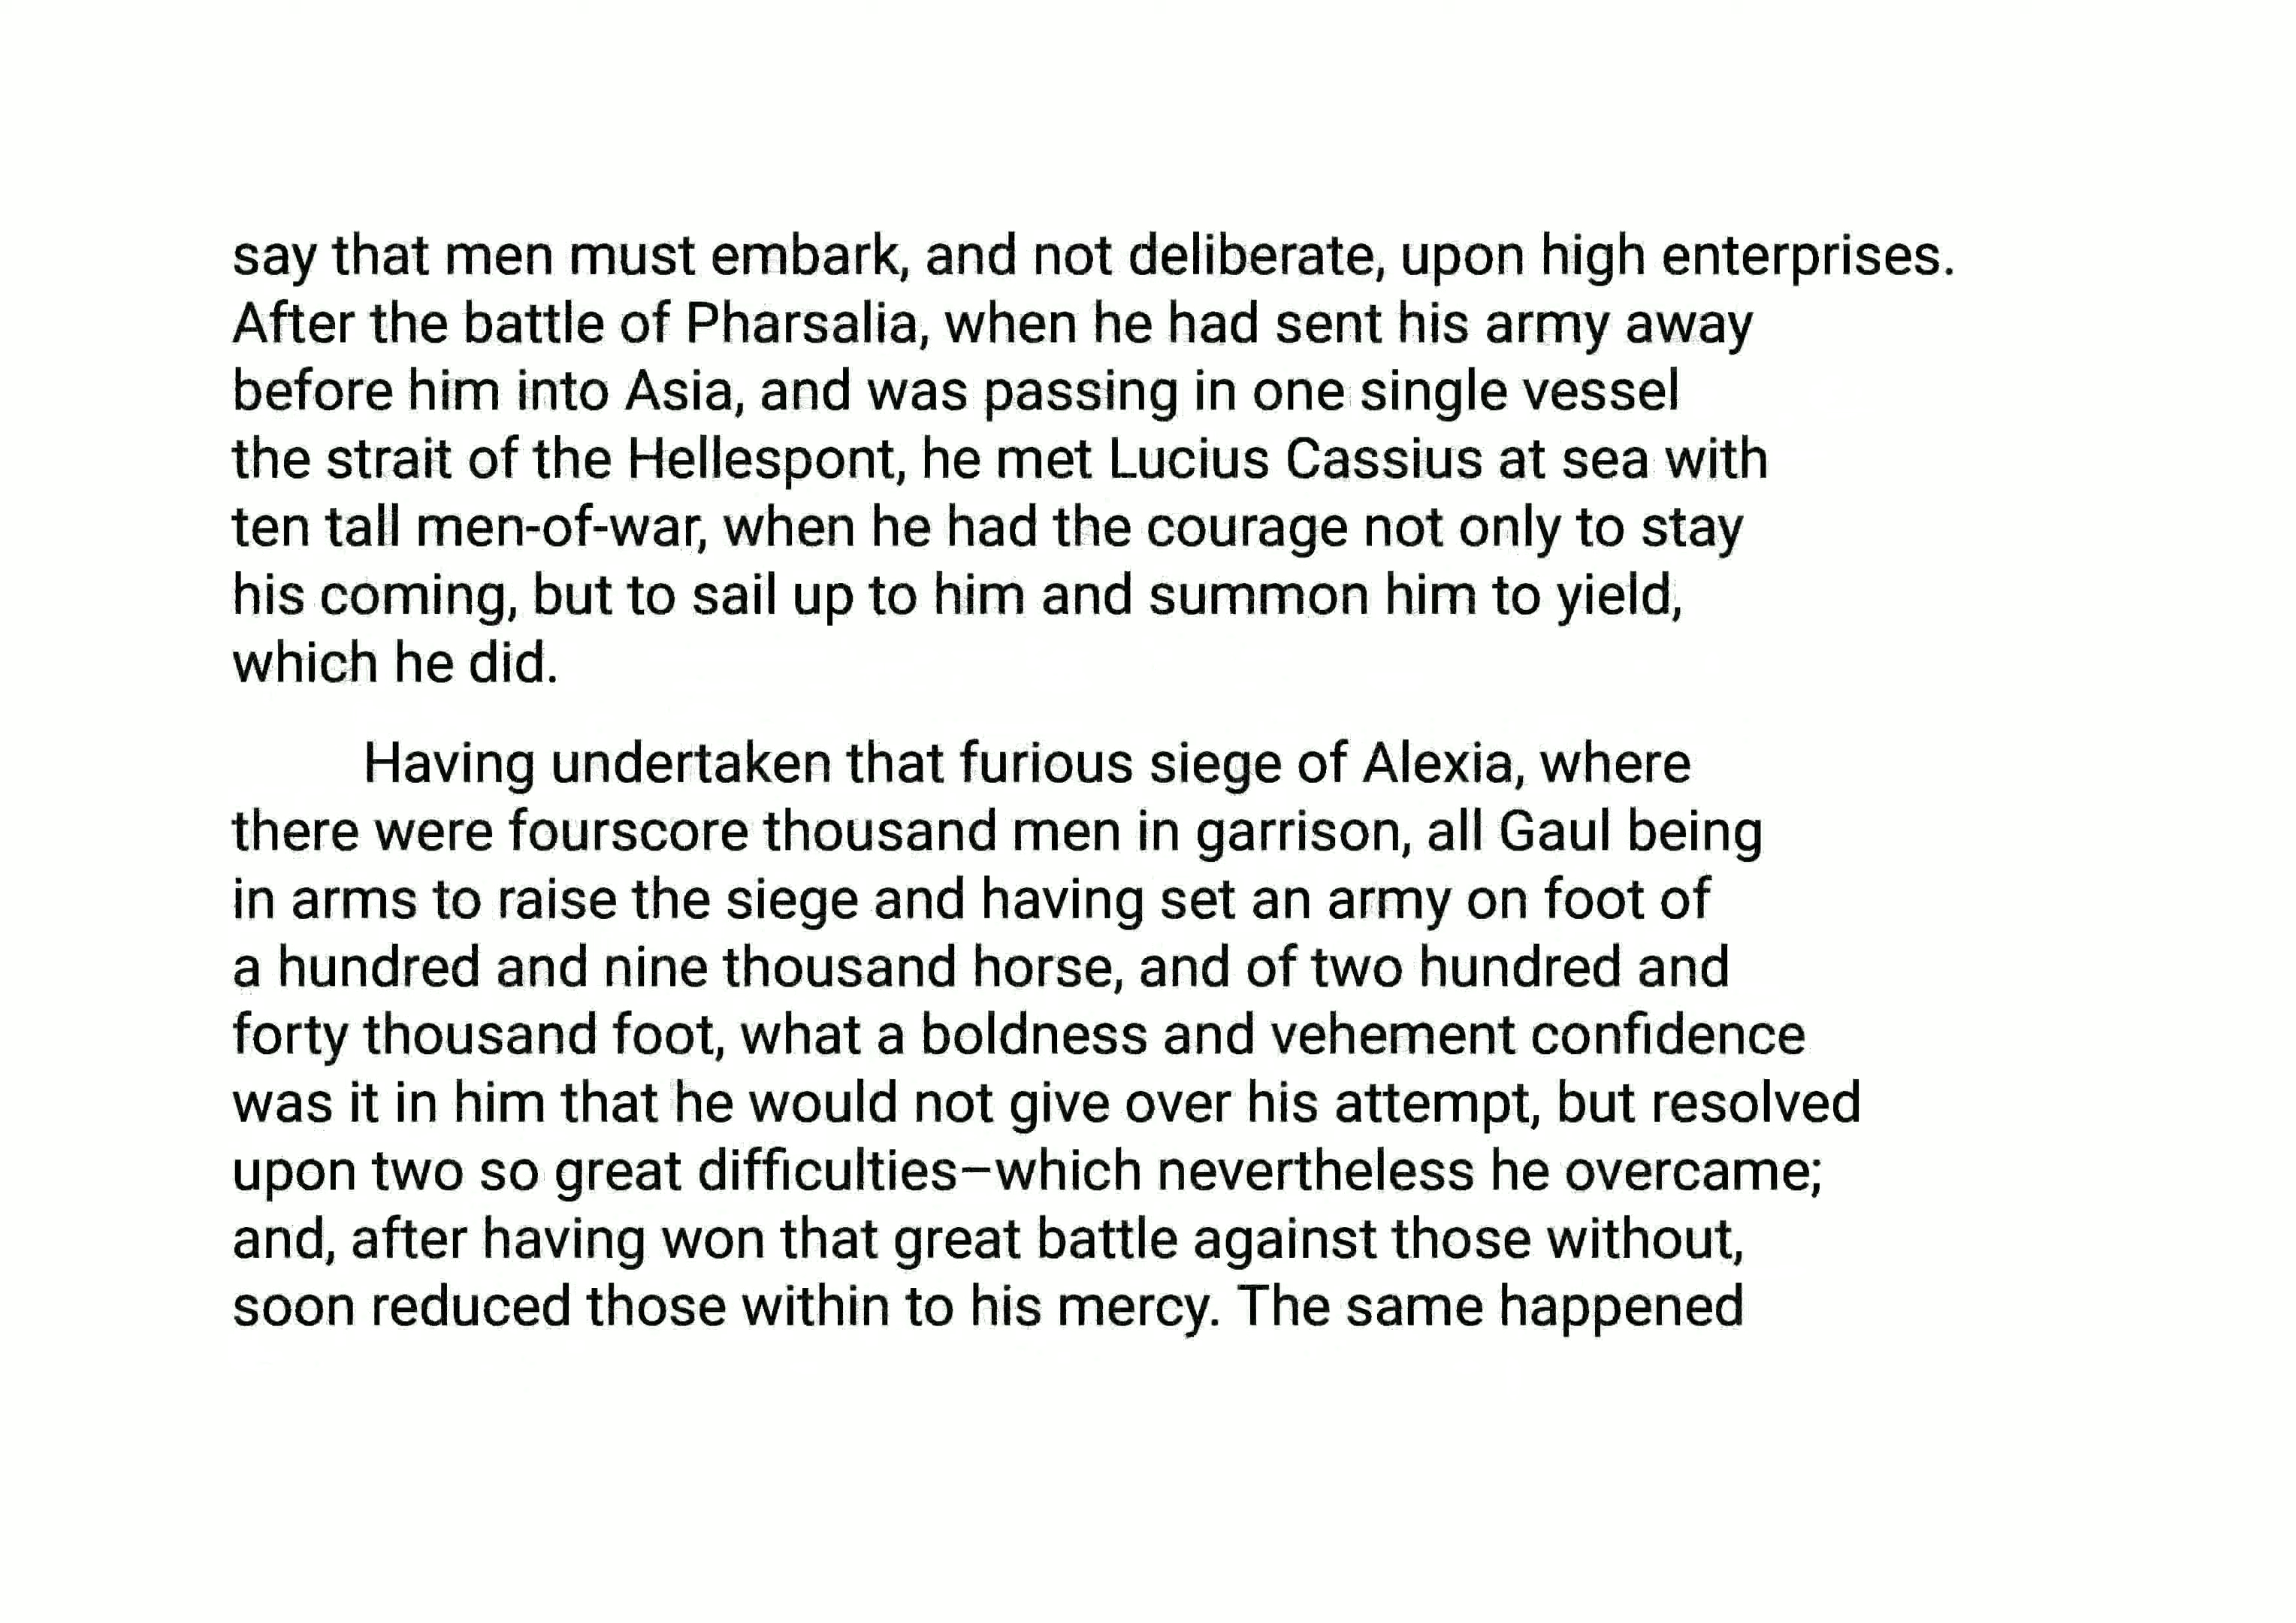 say that men must embark, and not deliberate, upon high enterprises.
After the battle of Pharsalia, when he had sent his army away
before him into Asia, and was passing in one single vessel
the strait of the Hellespont, he met Lucius Cassius at sea with
ten tall men-of-war, when he had the courage not only to stay
his coming, but to sail up to him and summon him to yield,
which he did.
Having undertaken that furious siege of Alexia, where
there were fourscore thousand men in garrison, all Gaul being
in arms to raise the siege and having set an army on foot of
a hundred and nine thousand horse, and of two hundred and
forty thousand foot, what a boldness and vehement confidence
was it in him that he would not give over his attempt, but resolved
upon two so great difficulties–which nevertheless he overcame;
and, after having won that great battle against those without,
soon reduced those within to his mercy. The same happened